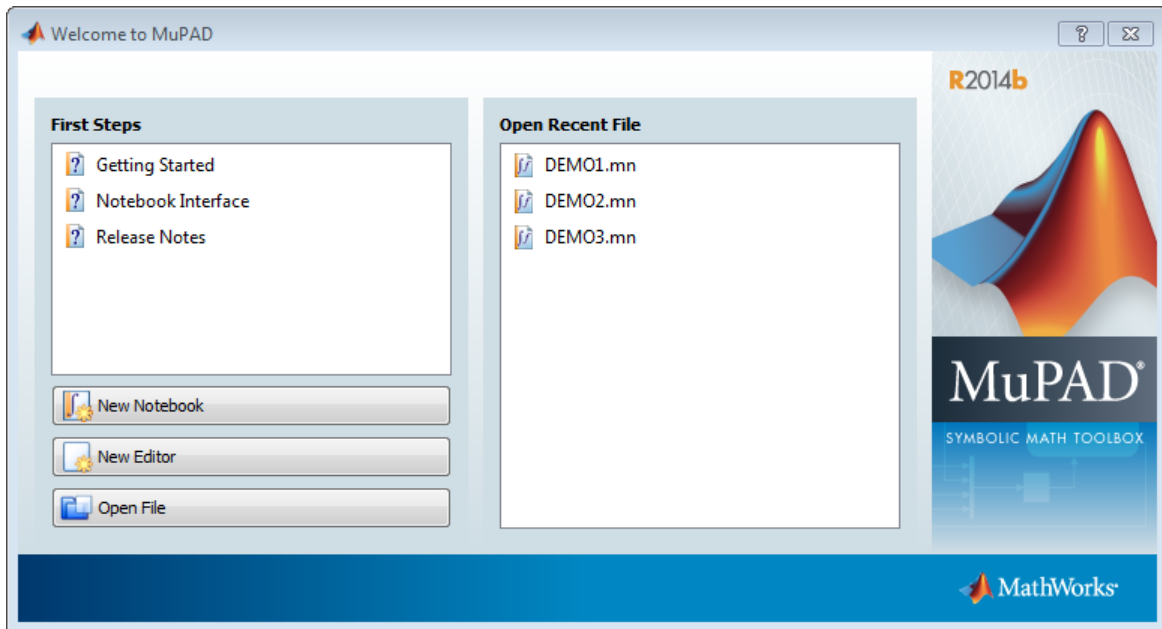 Welcome to MuPAD
First Steps
Getting Started
Notebook Interface
Release Notes
New Notebook
New Editor
Open File
Open Recent File
DEMO1.mn
DEMO2.mn
DEMO3.mn
R2014b
MuPAD®
SYMBOLIC MATH TOOLBOX
MathWorks®